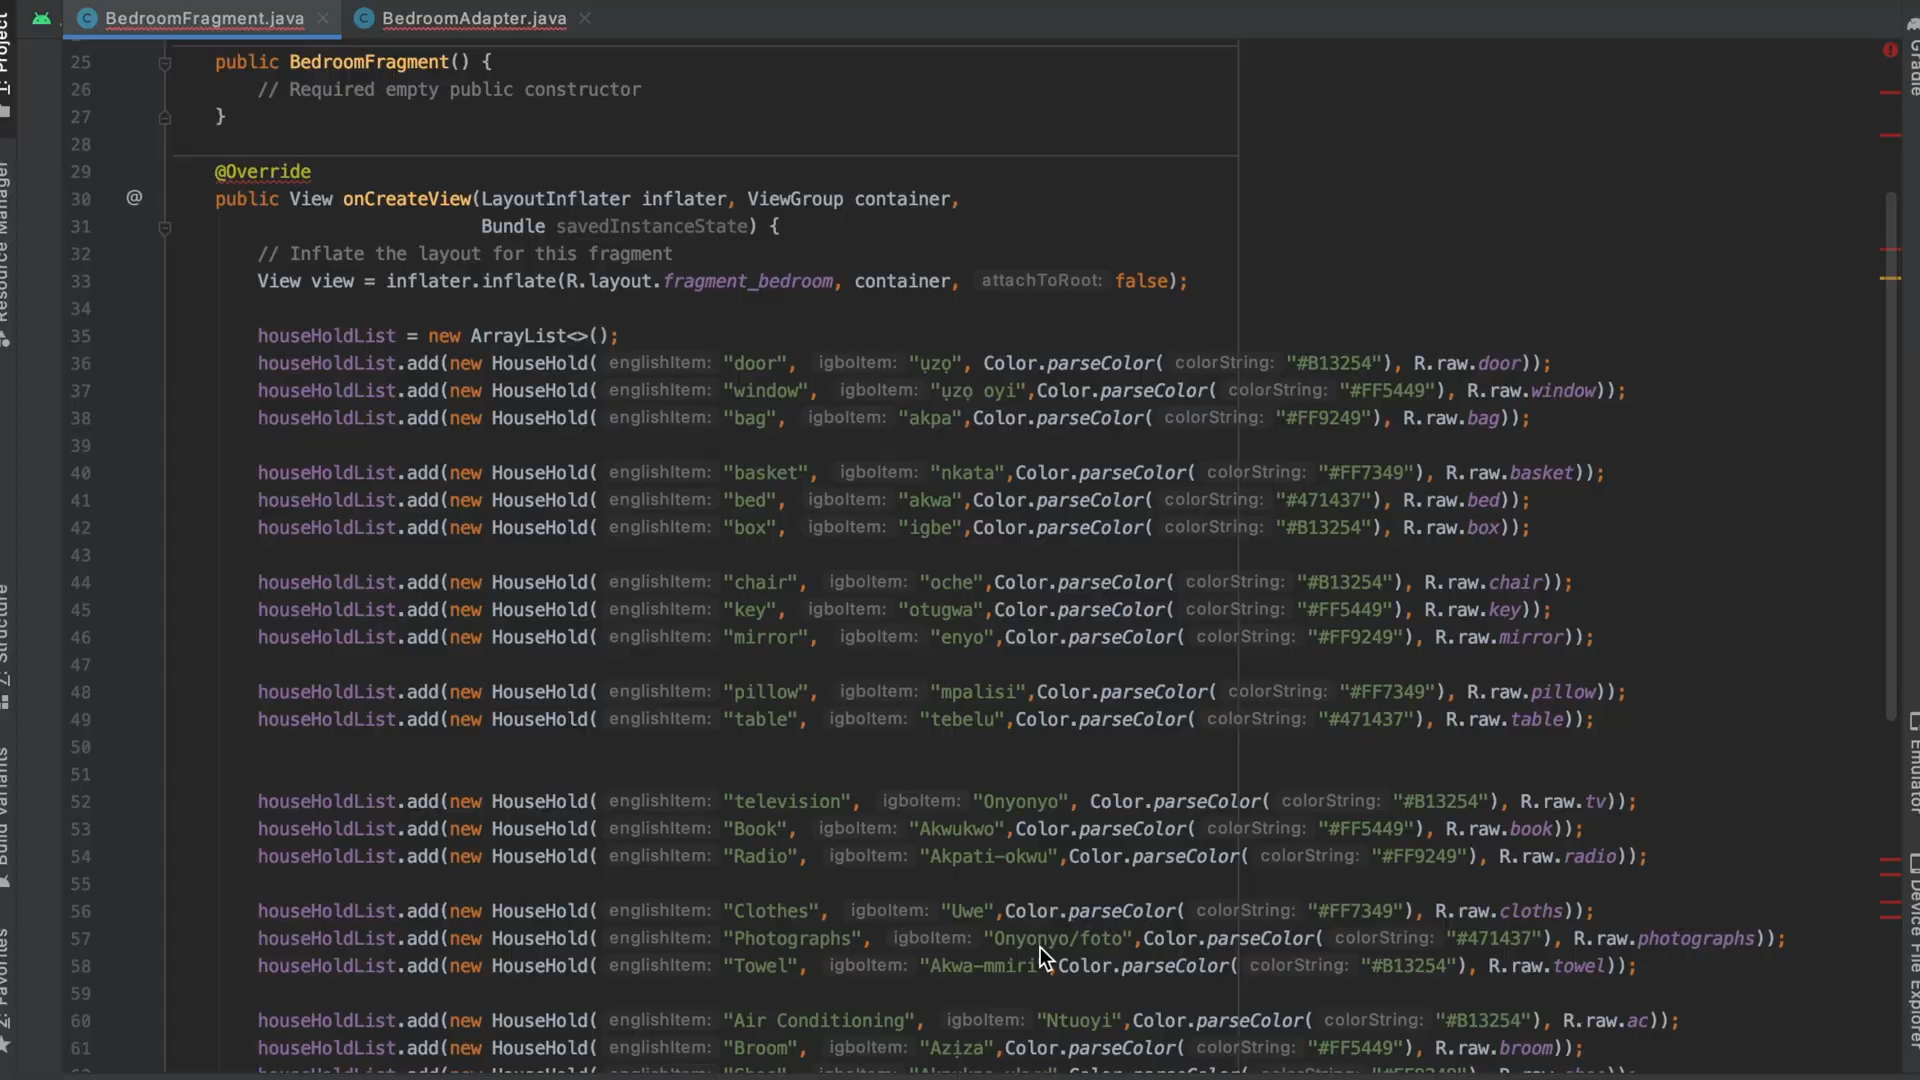 BedroomFragment.java
BedroomAdapter.java
1: Project
Resource Manager
7: Structure
Build Variants
2: Favorites
Gradle
Emulator
Device File Explorer
25 public BedroomFragment() {
26 // Required empty public constructor
27 }
28
29 @Override
30 @ public View onCreateView(LayoutInflater inflater, ViewGroup container,
31 Bundle savedInstanceState) {
32 // Inflate the layout for this fragment
33 View view = inflater.inflate(R.layout.fragment_bedroom, container, attachToRoot: false);
34
35 houseHoldList = new ArrayList<>();
36 houseHoldList.add(new HouseHold( englishItem: "door", igboItem: "ụzọ", Color.parseColor( colorString: "#B13254"), R.raw.door));
37 houseHoldList.add(new HouseHold( englishItem: "window", igboItem: "ụzọ oyi",Color.parseColor( colorString: "#FF5449"), R.raw.window));
38 houseHoldList.add(new HouseHold( englishItem: "bag", igboItem: "akpa",Color.parseColor( colorString: "#FF9249"), R.raw.bag));
39
40 houseHoldList.add(new HouseHold( englishItem: "basket", igboItem: "nkata",Color.parseColor( colorString: "#FF7349"), R.raw.basket));
41 houseHoldList.add(new HouseHold( englishItem: "bed", igboItem: "akwa",Color.parseColor( colorString: "#471437"), R.raw.bed));
42 houseHoldList.add(new HouseHold( englishItem: "box", igboItem: "igbe",Color.parseColor( colorString: "#B13254"), R.raw.box));
43
44 houseHoldList.add(new HouseHold( englishItem: "chair", igboItem: "oche",Color.parseColor( colorString: "#B13254"), R.raw.chair));
45 houseHoldList.add(new HouseHold( englishItem: "key", igboItem: "otugwa",Color.parseColor( colorString: "#FF5449"), R.raw.key));
46 houseHoldList.add(new HouseHold( englishItem: "mirror", igboItem: "enyo",Color.parseColor( colorString: "#FF9249"), R.raw.mirror));
47
48 houseHoldList.add(new HouseHold( englishItem: "pillow", igboItem: "mpalisi",Color.parseColor( colorString: "#FF7349"), R.raw.pillow));
49 houseHoldList.add(new HouseHold( englishItem: "table", igboItem: "tebelu",Color.parseColor( colorString: "#471437"), R.raw.table));
50
51
52 houseHoldList.add(new HouseHold( englishItem: "television", igboItem: "Onyonyo", Color.parseColor( colorString: "#B13254"), R.raw.tv));
53 houseHoldList.add(new HouseHold( englishItem: "Book", igboItem: "Akwukwo",Color.parseColor( colorString: "#FF5449"), R.raw.book));
54 houseHoldList.add(new HouseHold( englishItem: "Radio", igboItem: "Akpati-okwu",Color.parseColor( colorString: "#FF9249"), R.raw.radio));
55
56 houseHoldList.add(new HouseHold( englishItem: "Clothes", igboItem: "Uwe",Color.parseColor( colorString: "#FF7349"), R.raw.cloths));
57 houseHoldList.add(new HouseHold( englishItem: "Photographs", igboItem: "Onyonyo/foto",Color.parseColor( colorString: "#471437"), R.raw.photographs));
58 houseHoldList.add(new HouseHold( englishItem: "Towel", igboItem: "Akwa-mmiri",Color.parseColor( colorString: "#B13254"), R.raw.towel));
59
60 houseHoldList.add(new HouseHold( englishItem: "Air Conditioning", igboItem: "Ntuoyi",Color.parseColor( colorString: "#B13254"), R.raw.ac));
61 houseHoldList.add(new HouseHold( englishItem: "Broom", igboItem: "Azịza",Color.parseColor( colorString: "#FF5449"), R.raw.broom));